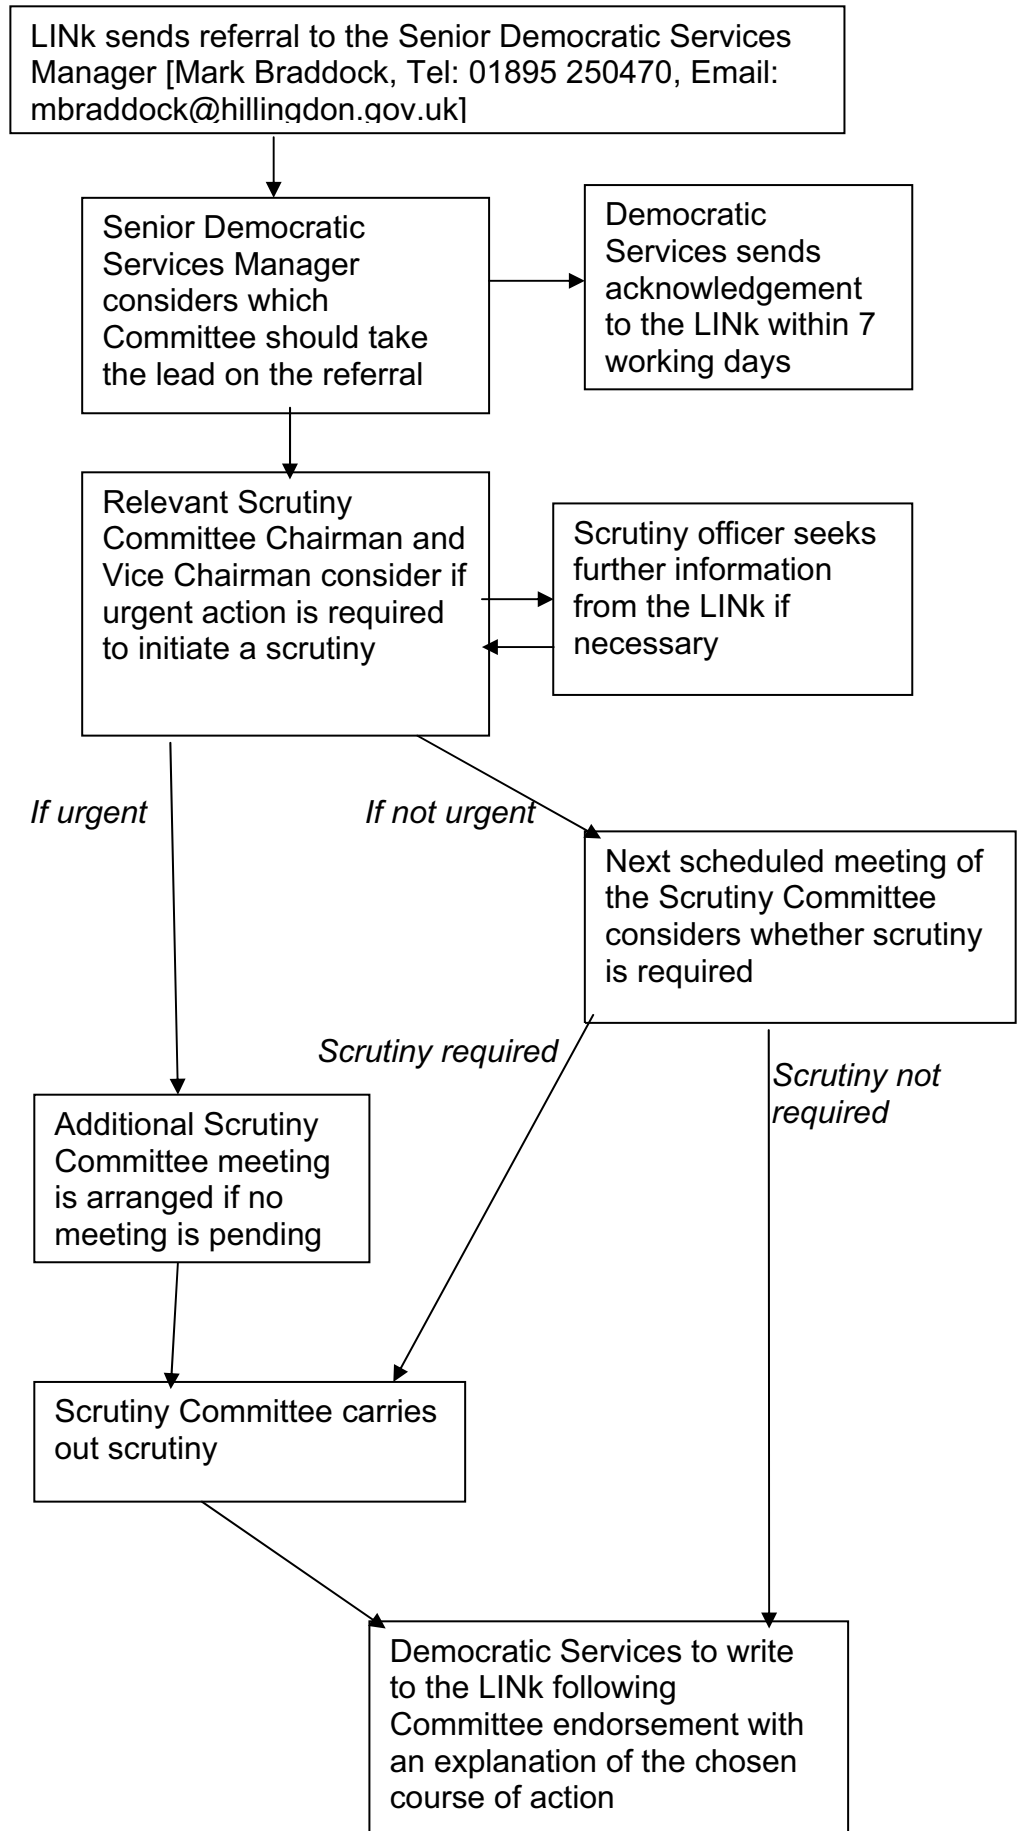 LINk sends referral to the Senior Democratic Services
Manager [Mark Braddock, Tel: 01895 250470, Email:
mbraddock@hillingdon.gov.uk]
Senior Democratic
Services Manager
considers which
Committee should take
the lead on the referral
Democratic
Services sends
acknowledgement
to the LINk within 7
working days
Relevant Scrutiny
Committee Chairman and
Vice Chairman consider if
urgent action is required
to initiate a scrutiny
Scrutiny officer seeks
further information
from the LINk if
necessary
If urgent
If not urgent
Next scheduled meeting of
the Scrutiny Committee
considers whether scrutiny
is required
Scrutiny required
Scrutiny not
required
Additional Scrutiny
Committee meeting
is arranged if no
meeting is pending
Scrutiny Committee carries
out scrutiny
Democratic Services to write
to the LINk following
Committee endorsement with
an explanation of the chosen
course of action